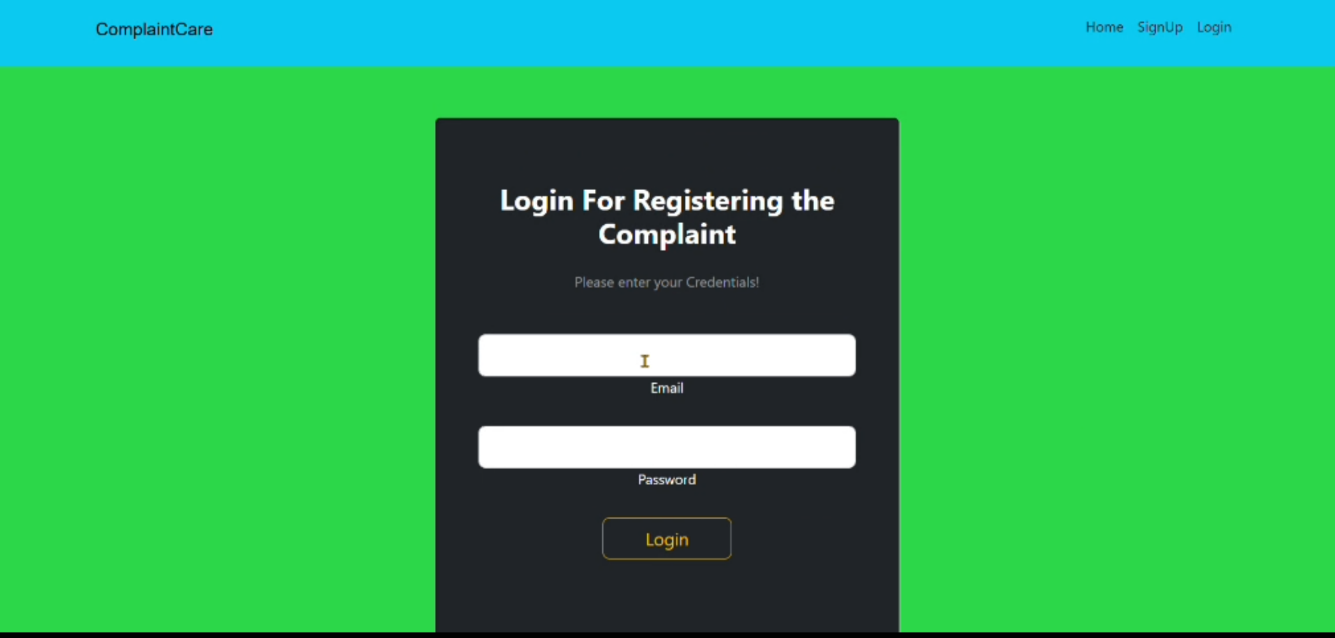 ComplaintCare
Home SignUp Login
Login For Registering the
Complaint
Please enter your Credentials!
Email
Password
Login